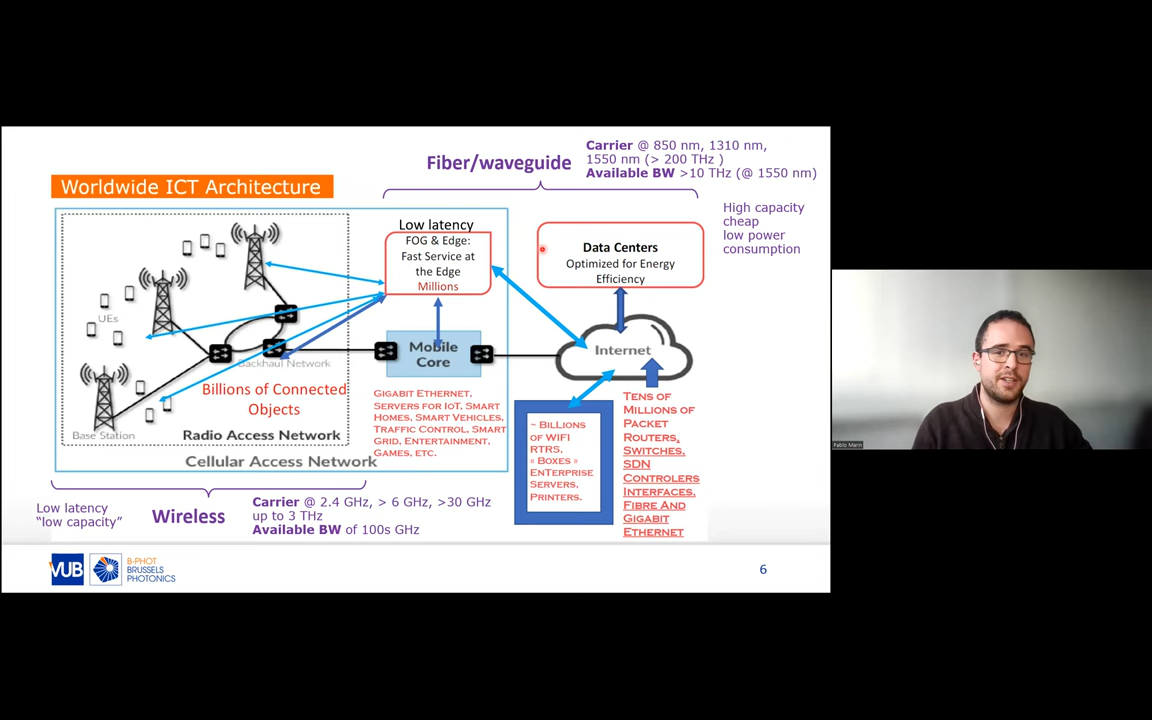 Carrier @ 850 nm, 1310 nm,
1550 nm (> 200 THz )
Available BW >10 THz (@ 1550 nm)
Fiber/waveguide
Worldwide ICT Architecture
High capacity
cheap
low power
consumption
Low latency
FOG & Edge:
Fast Service at
the Edge
Millions
Data Centers
Optimized for Energy
Efficiency
UEs
Mobile
Core
Internet
Backhaul Network
Billions of Connected
Objects
Base Station
Radio Access Network
Cellular Access Network
Gigabit Ethernet,
Servers for IoT, Smart
Homes, Smart Vehicles,
Traffic Control, Smart
Grid, Entertainment,
Games, etc.
~ Billions
of WIFI
RTRS,
« Boxes »
EnTerprise
Servers,
Printers.
Tens of
Millions of
Packet
Routers,
Switches,
SDN
Controlers
Interfaces,
Fibre And
Gigabit
Ethernet
Low latency
"low capacity"
Wireless
Carrier @ 2.4 GHz, > 6 GHz, >30 GHz
up to 3 THz
Available BW of 100s GHz
VUB
B-PHOT
BRUSSELS
PHOTONICS
6
Pablo Marin